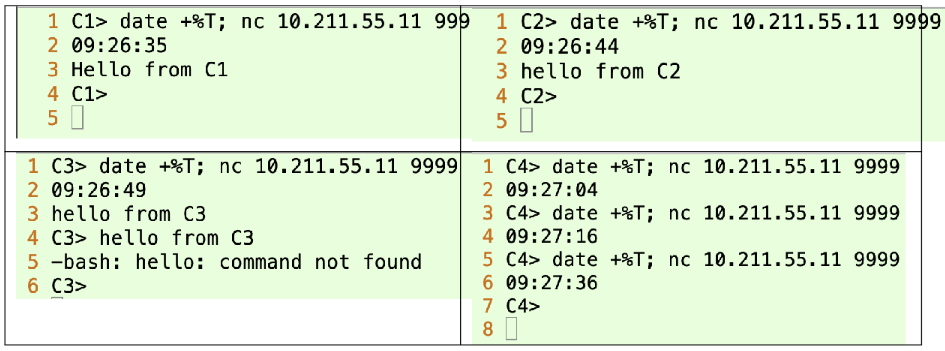 1 C1> date +%T; nc 10.211.55.11 999
2 09:26:35
3 Hello from C1
4 C1>
5
1 C2> date +%T; nc 10.211.55.11 9999
2 09:26:44
3 hello from C2
4 C2>
5
1 C3> date +%T; nc 10.211.55.11 9999
2 09:26:49
3 hello from C3
4 C3> hello from C3
5 -bash: hello: command not found
6 C3>
1 C4> date +%T; nc 10.211.55.11 9999
2 09:27:04
3 C4> date +%T; nc 10.211.55.11 9999
4 09:27:16
5 C4> date +%T; nc 10.211.55.11 9999
6 09:27:36
7 C4>
8